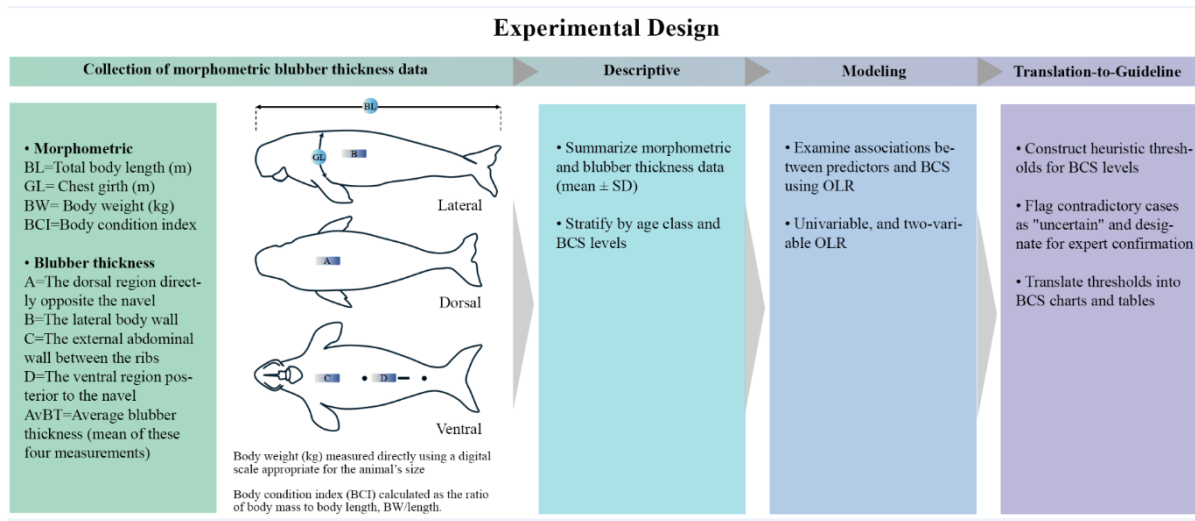 Experimental Design
Collection of morphometric blubber thickness data
Descriptive
Modeling
Translation-to-Guideline
• Morphometric
BL=Total body length (m)
GL= Chest girth (m)
BW= Body weight (kg)
BCI=Body condition index
• Blubber thickness
A=The dorsal region direct-
ly opposite the navel
B=The lateral body wall
C=The external abdominal
wall between the ribs
D=The ventral region pos-
terior to the navel
AvBT=Average blubber
thickness (mean of these
four measurements)
BL
GL
B
Lateral
A
Dorsal
C
D
Ventral
Body weight (kg) measured directly using a digital
scale appropriate for the animal's size
Body condition index (BCI) calculated as the ratio
of body mass to body length, BW/length.
• Summarize morphometric
and blubber thickness data
(mean ± SD)
• Stratify by age class and
BCS levels
• Examine associations be-
tween predictors and BCS
using OLR
• Univariable, and two-vari-
able OLR
• Construct heuristic thresh-
olds for BCS levels
• Flag contradictory cases
as "uncertain" and desig-
nate for expert confirmation
• Translate thresholds into
BCS charts and tables